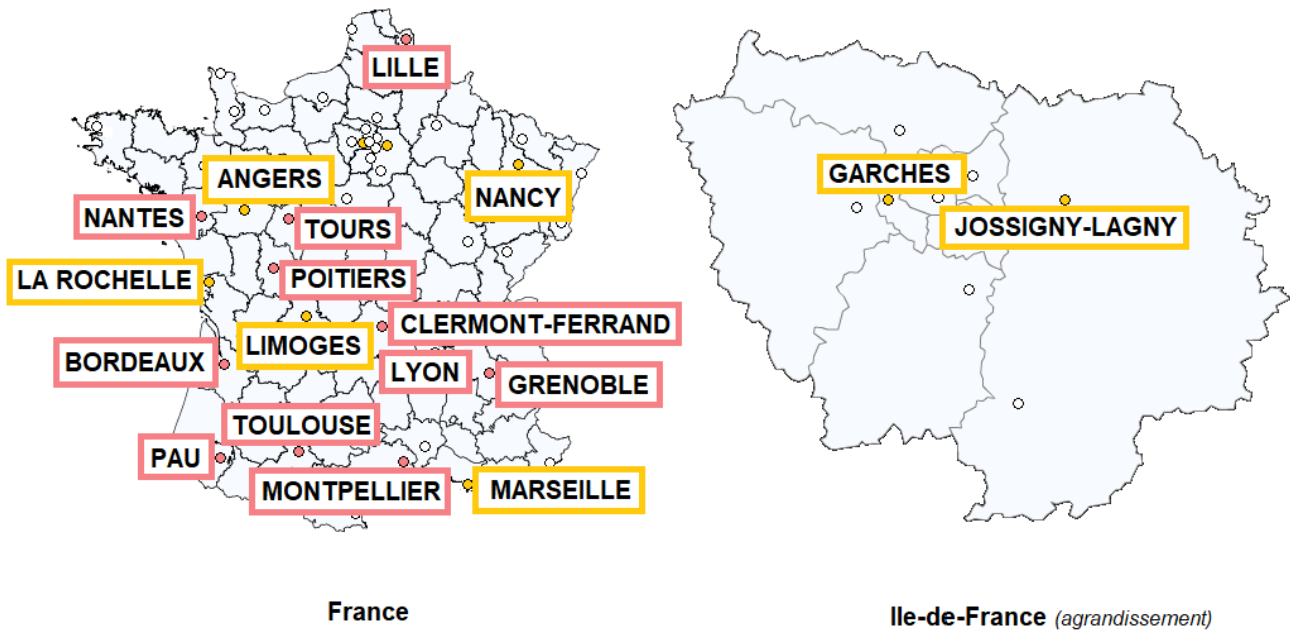 LILLE
ANGERS
NANCY
NANTES
TOURS
LA ROCHELLE
POITIERS
CLERMONT-FERRAND
LIMOGES
BORDEAUX
LYON
GRENOBLE
TOULOUSE
PAU
MONTPELLIER
MARSEILLE
France
GARCHES
JOSSIGNY-LAGNY
Ile-de-France (agrandissement)